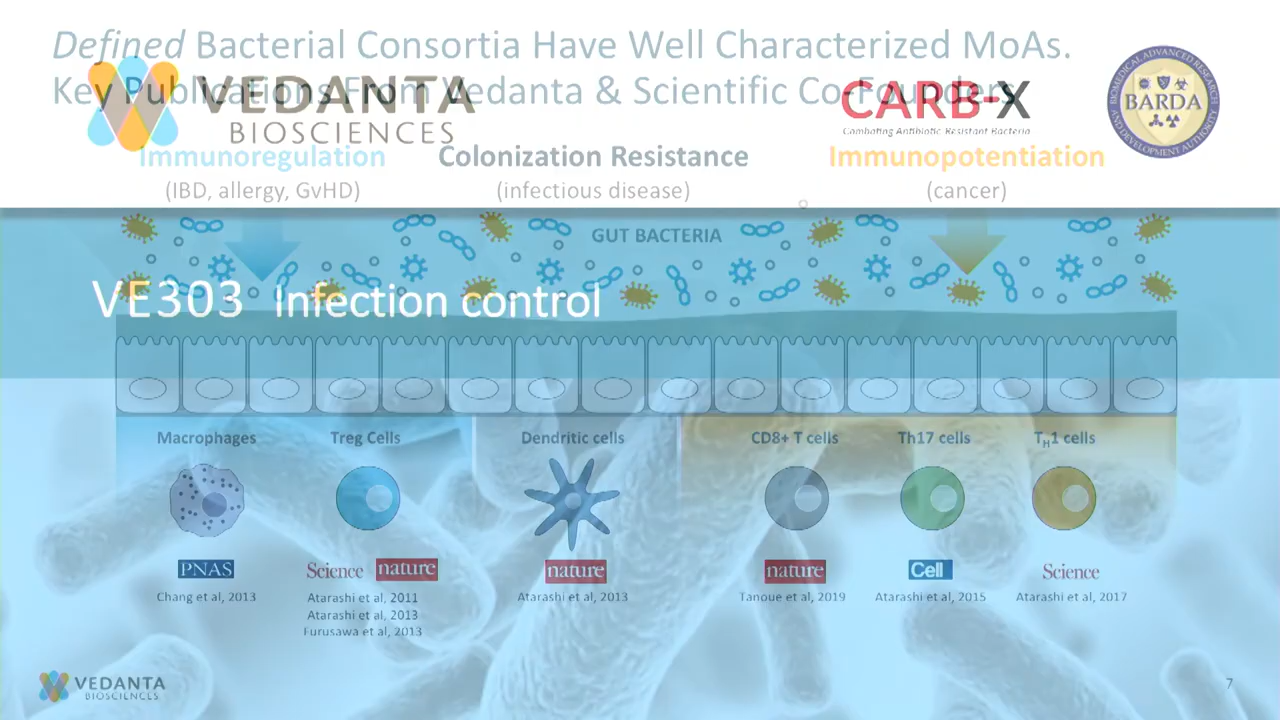 Defined Bacterial Consortia Have Well Characterized MoAs.
Key Publications From Vedanta & Scientific Co-Founders
VEDANTA
BIOSCIENCES
CARB-X
Combating Antibiotic Resistant Bacteria
BIOMEDICAL ADVANCED RESEARCH
AND DEVELOPMENT AUTHORITY
BARDA
Immunoregulation
(IBD, allergy, GvHD)
Colonization Resistance
(infectious disease)
Immunopotentiation
(cancer)
GUT BACTERIA
VE303 Infection control
Macrophages
Treg Cells
Dendritic cells
CD8+ T cells
Th17 cells
TH1 cells
PNAS
Science
nature
nature
nature
Cell
Science
Chang et al, 2013
Atarashi et al, 2011
Atarashi et al, 2013
Furusawa et al, 2013
Atarashi et al, 2013
Tanoue et al, 2019
Atarashi et al, 2015
Atarashi et al, 2017
VEDANTA
BIOSCIENCES
7